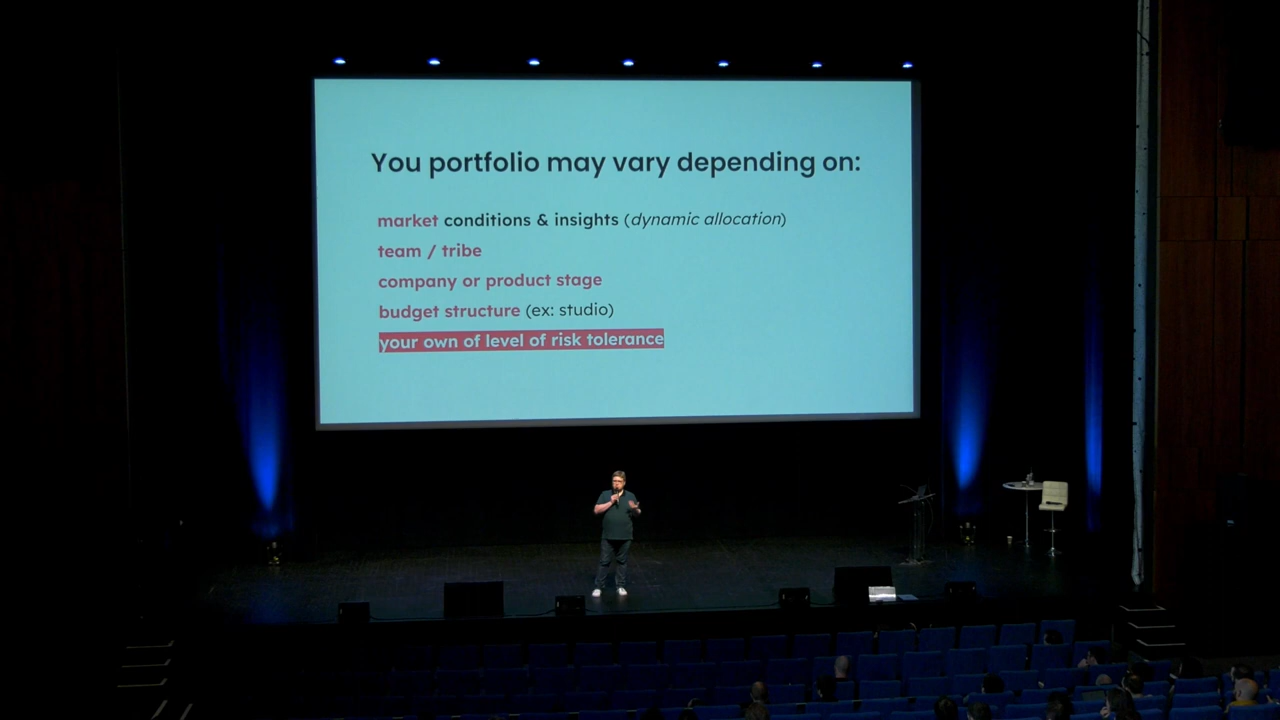 You portfolio may vary depending on:
market conditions & insights (dynamic allocation)
team / tribe
company or product stage
budget structure (ex: studio)
your own of level of risk tolerance